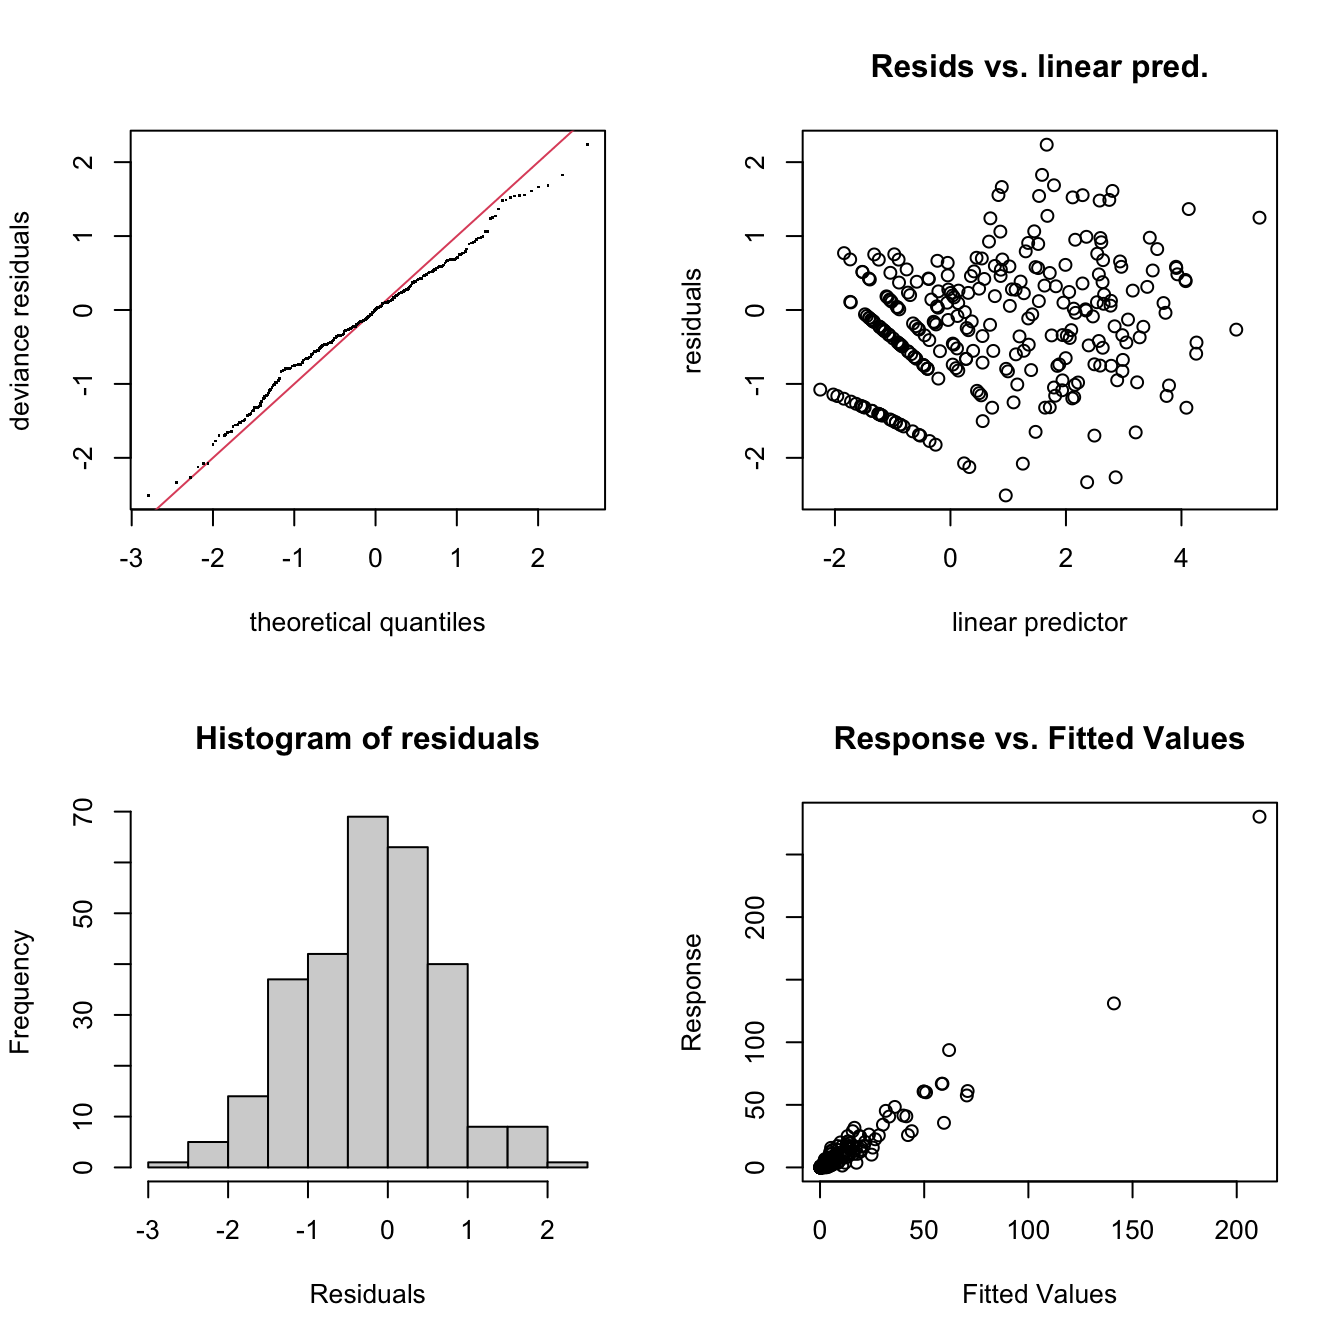 deviance residuals
2
1
0
-1
-2
-3 -2 -1 0 1 2
theoretical quantiles
Resids vs. linear pred.
residuals
2
1
0
-1
-2
-2 0 2 4
linear predictor
Histogram of residuals
Frequency
70
50
30
10
0
-3 -2 -1 0 1 2
Residuals
Response vs. Fitted Values
Response
200
100
50
0
0 50 100 150 200
Fitted Values